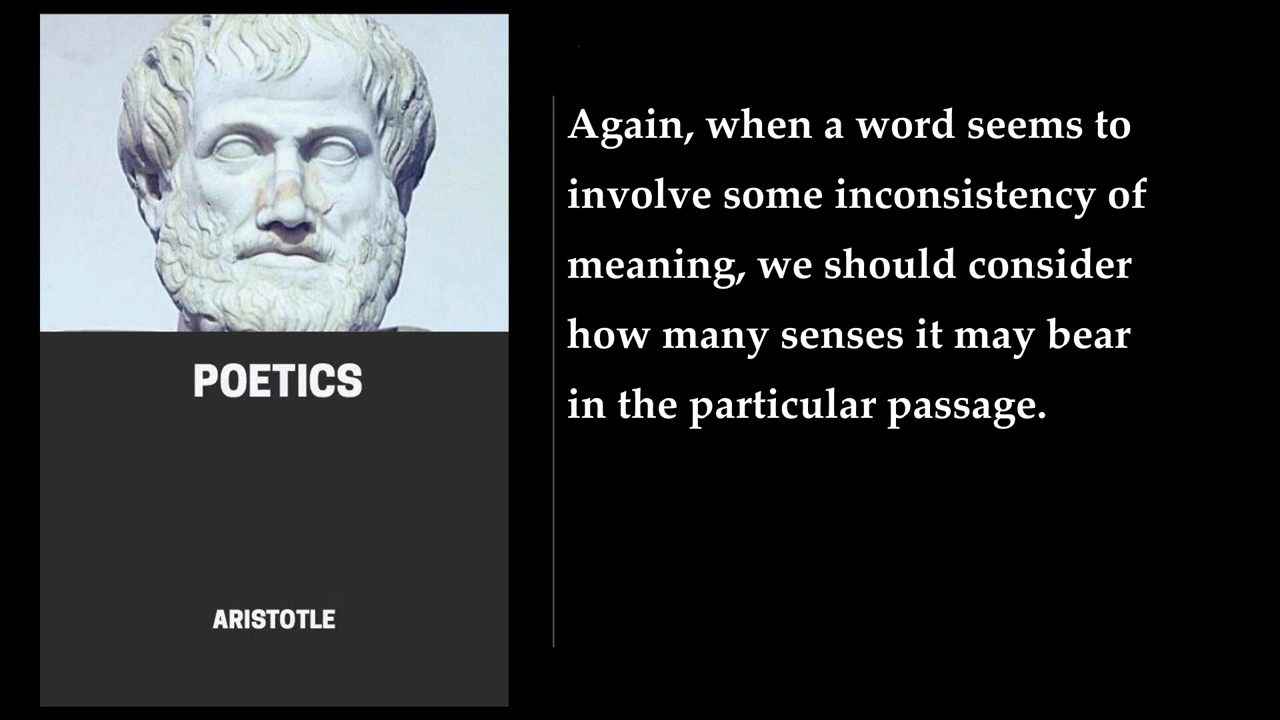 POETICS
ARISTOTLE
Again, when a word seems to
involve some inconsistency of
meaning, we should consider
how many senses it may bear
in the particular passage.